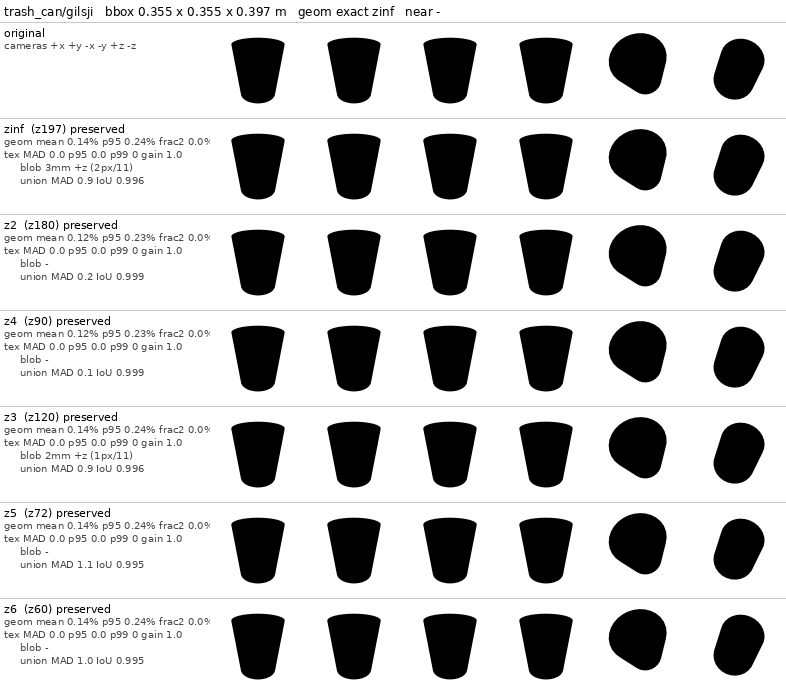 trash_can/gilsji   bbox 0.355 x 0.355 x 0.397 m   geom exact zinf   near -
original
cameras +x +y -x -y +z -z
zinf  (z197) preserved
geom mean 0.14% p95 0.24% frac2 0.0%
tex MAD 0.0 p95 0.0 p99 0 gain 1.0
blob 3mm +z (2px/11)
union MAD 0.9 IoU 0.996
z2  (z180) preserved
geom mean 0.12% p95 0.23% frac2 0.0%
tex MAD 0.0 p95 0.0 p99 0 gain 1.0
blob -
union MAD 0.2 IoU 0.999
z4  (z90) preserved
geom mean 0.12% p95 0.23% frac2 0.0%
tex MAD 0.0 p95 0.0 p99 0 gain 1.0
blob -
union MAD 0.1 IoU 0.999
z3  (z120) preserved
geom mean 0.14% p95 0.24% frac2 0.0%
tex MAD 0.0 p95 0.0 p99 0 gain 1.0
blob 2mm +z (1px/11)
union MAD 0.9 IoU 0.996
z5  (z72) preserved
geom mean 0.14% p95 0.24% frac2 0.0%
tex MAD 0.0 p95 0.0 p99 0 gain 1.0
blob -
union MAD 1.1 IoU 0.995
z6  (z60) preserved
geom mean 0.14% p95 0.24% frac2 0.0%
tex MAD 0.0 p95 0.0 p99 0 gain 1.0
blob -
union MAD 1.0 IoU 0.995